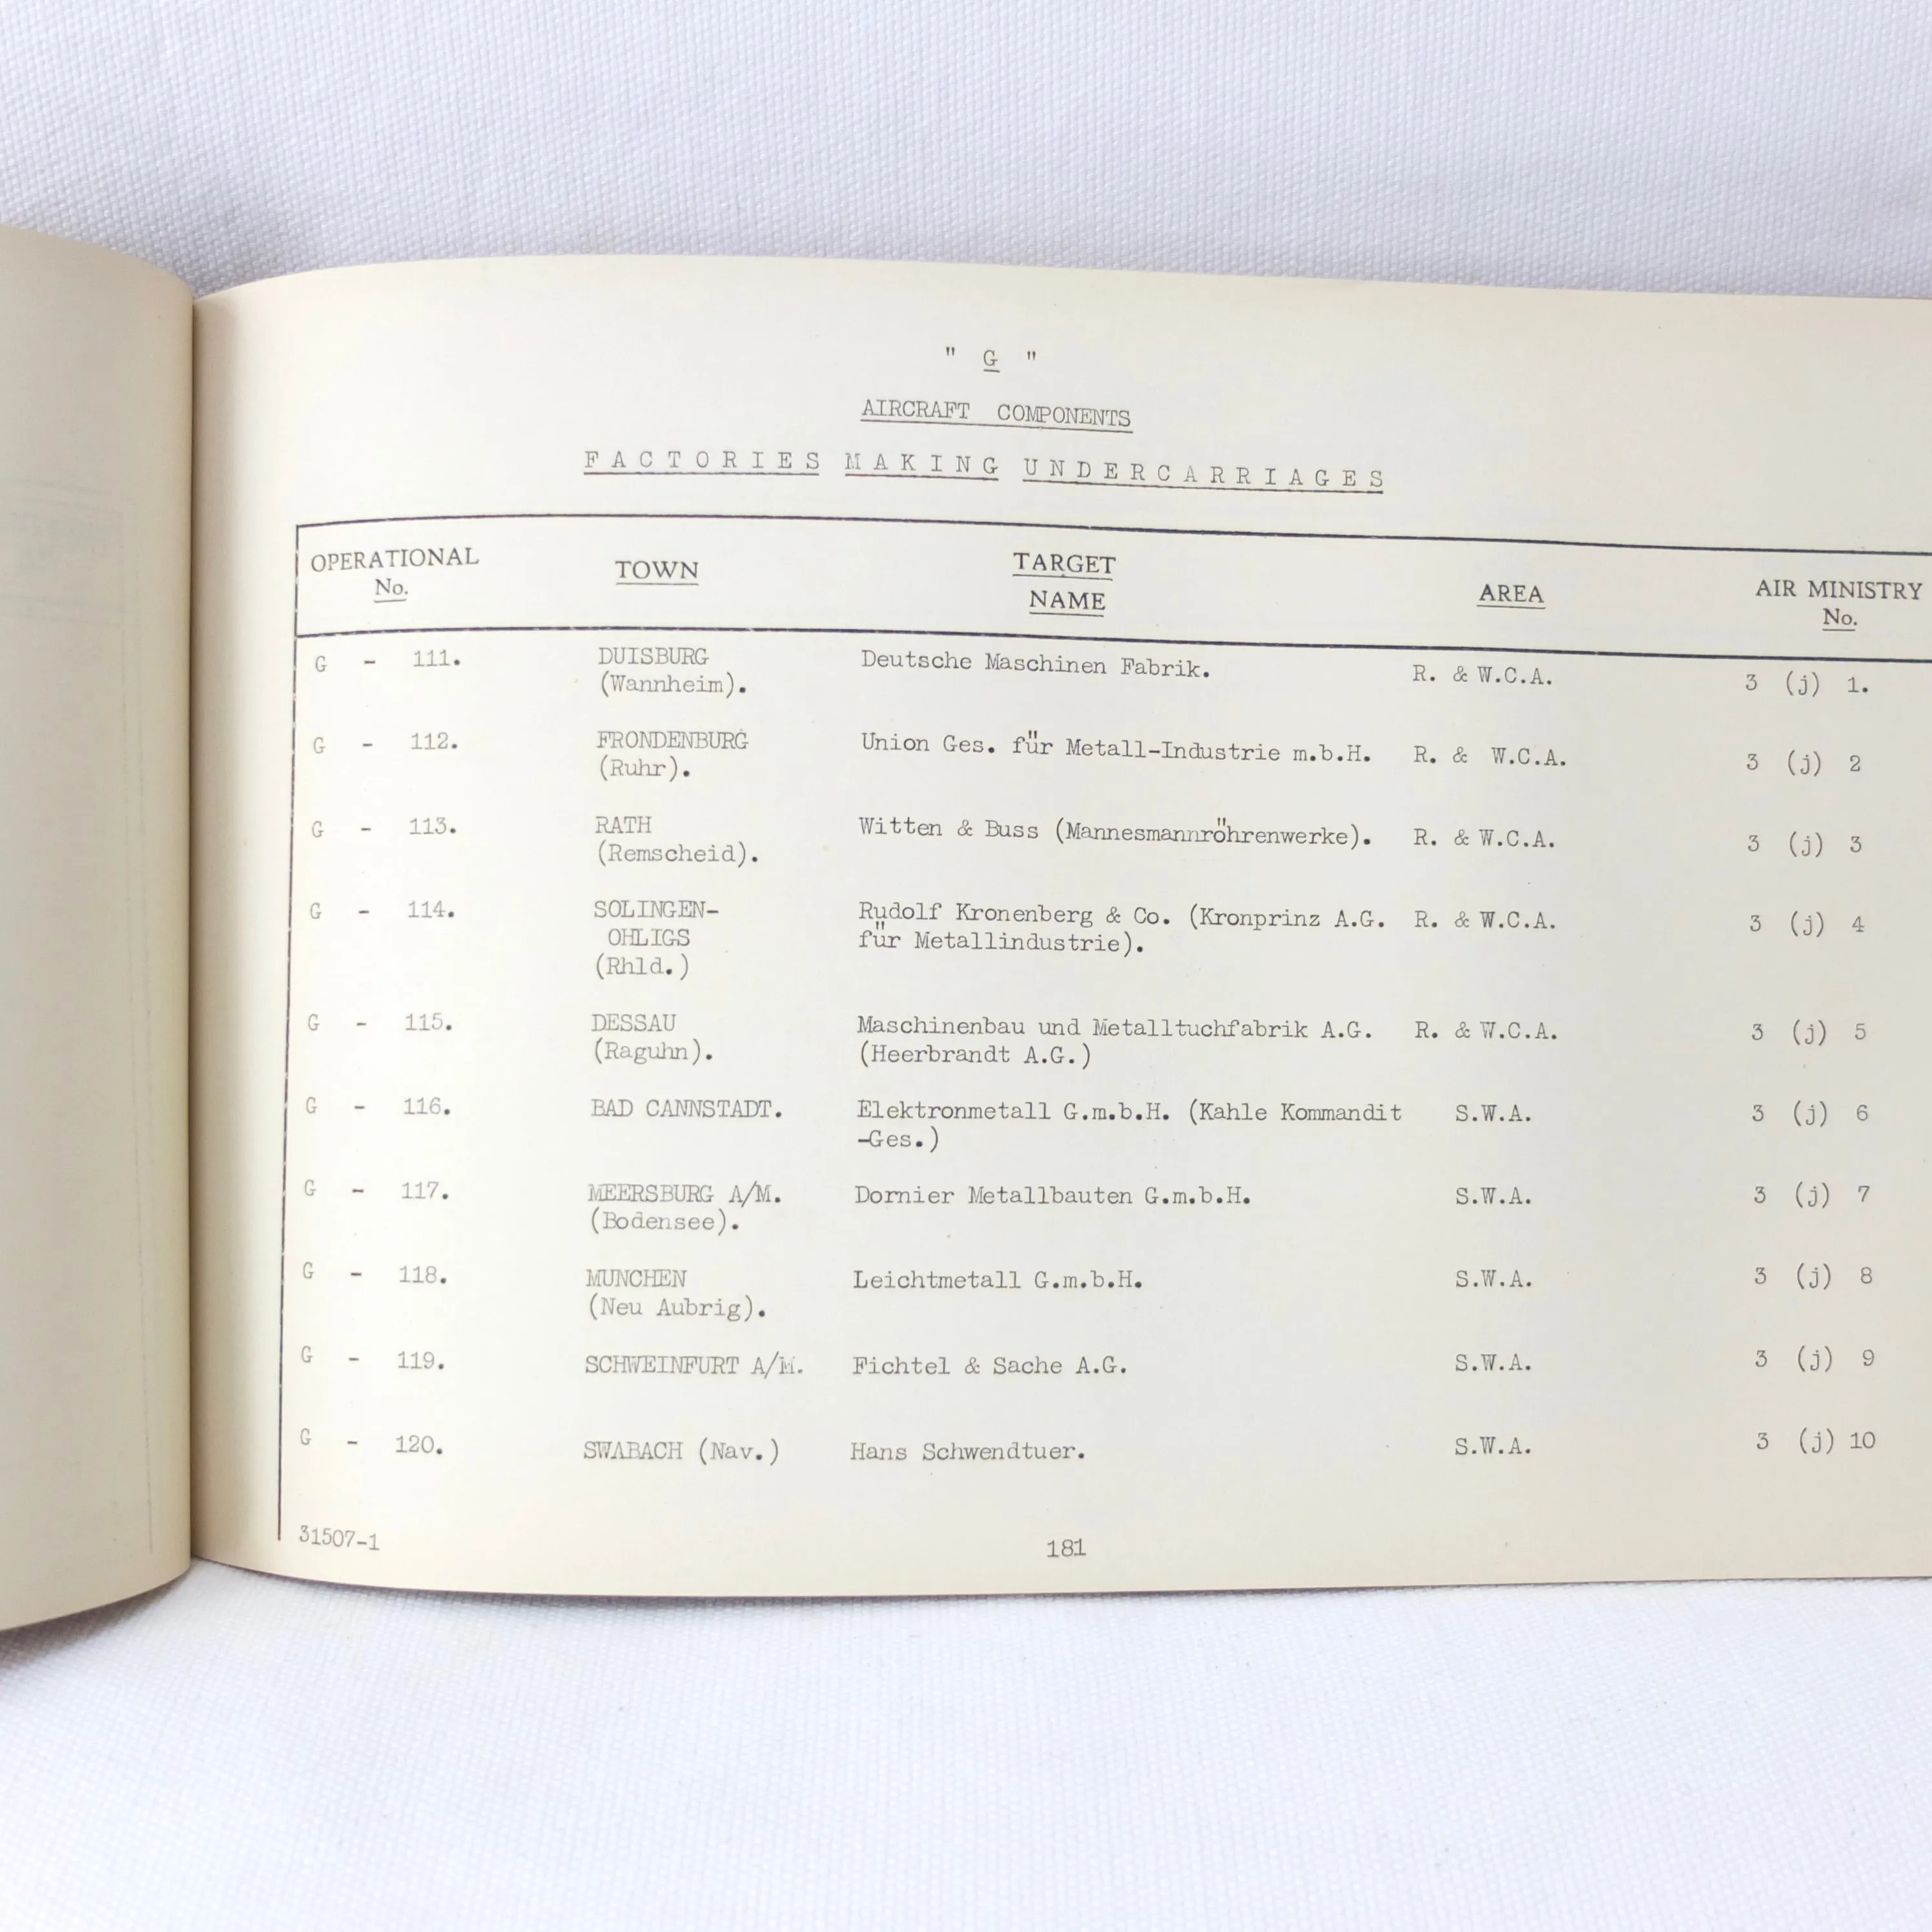 " G "
AIRCRAFT COMPONENTS
FACTORIES MAKING UNDERCARRIAGES
OPERATIONAL No. TOWN TARGET NAME AREA AIR MINISTRY No.
G - 111. DUISBURG Deutsche Maschinen Fabrik. R. & W.C.A. 3 (j) 1.
(Wannheim).
G - 112. FRONDENBURG Union Ges. für Metall-Industrie m.b.H. R. & W.C.A. 3 (j) 2
(Ruhr).
G - 113. RATH Witten & Buss (Mannesmannröhrenwerke). R. & W.C.A. 3 (j) 3
(Remscheid).
G - 114. SOLINGEN- Rudolf Kronenberg & Co. (Kronprinz A.G. R. & W.C.A. 3 (j) 4
OHLIGS für Metallindustrie).
(Rhld.)
G - 115. DESSAU Maschinenbau und Metalltuchfabrik A.G. R. & W.C.A. 3 (j) 5
(Raguhn). (Heerbrandt A.G.)
G - 116. BAD CANNSTADT. Elektronmetall G.m.b.H. (Kahle Kommandit S.W.A. 3 (j) 6
-Ges.)
G - 117. MEERSBURG A/M. Dornier Metallbauten G.m.b.H. S.W.A. 3 (j) 7
(Bodensee).
G - 118. MUNCHEN Leichtmetall G.m.b.H. S.W.A. 3 (j) 8
(Neu Aubrig).
G - 119. SCHWEINFURT A/M. Fichtel & Sache A.G. S.W.A. 3 (j) 9
G - 120. SWABACH (Nav.) Hans Schwendtuer. S.W.A. 3 (j) 10
31507-1 181